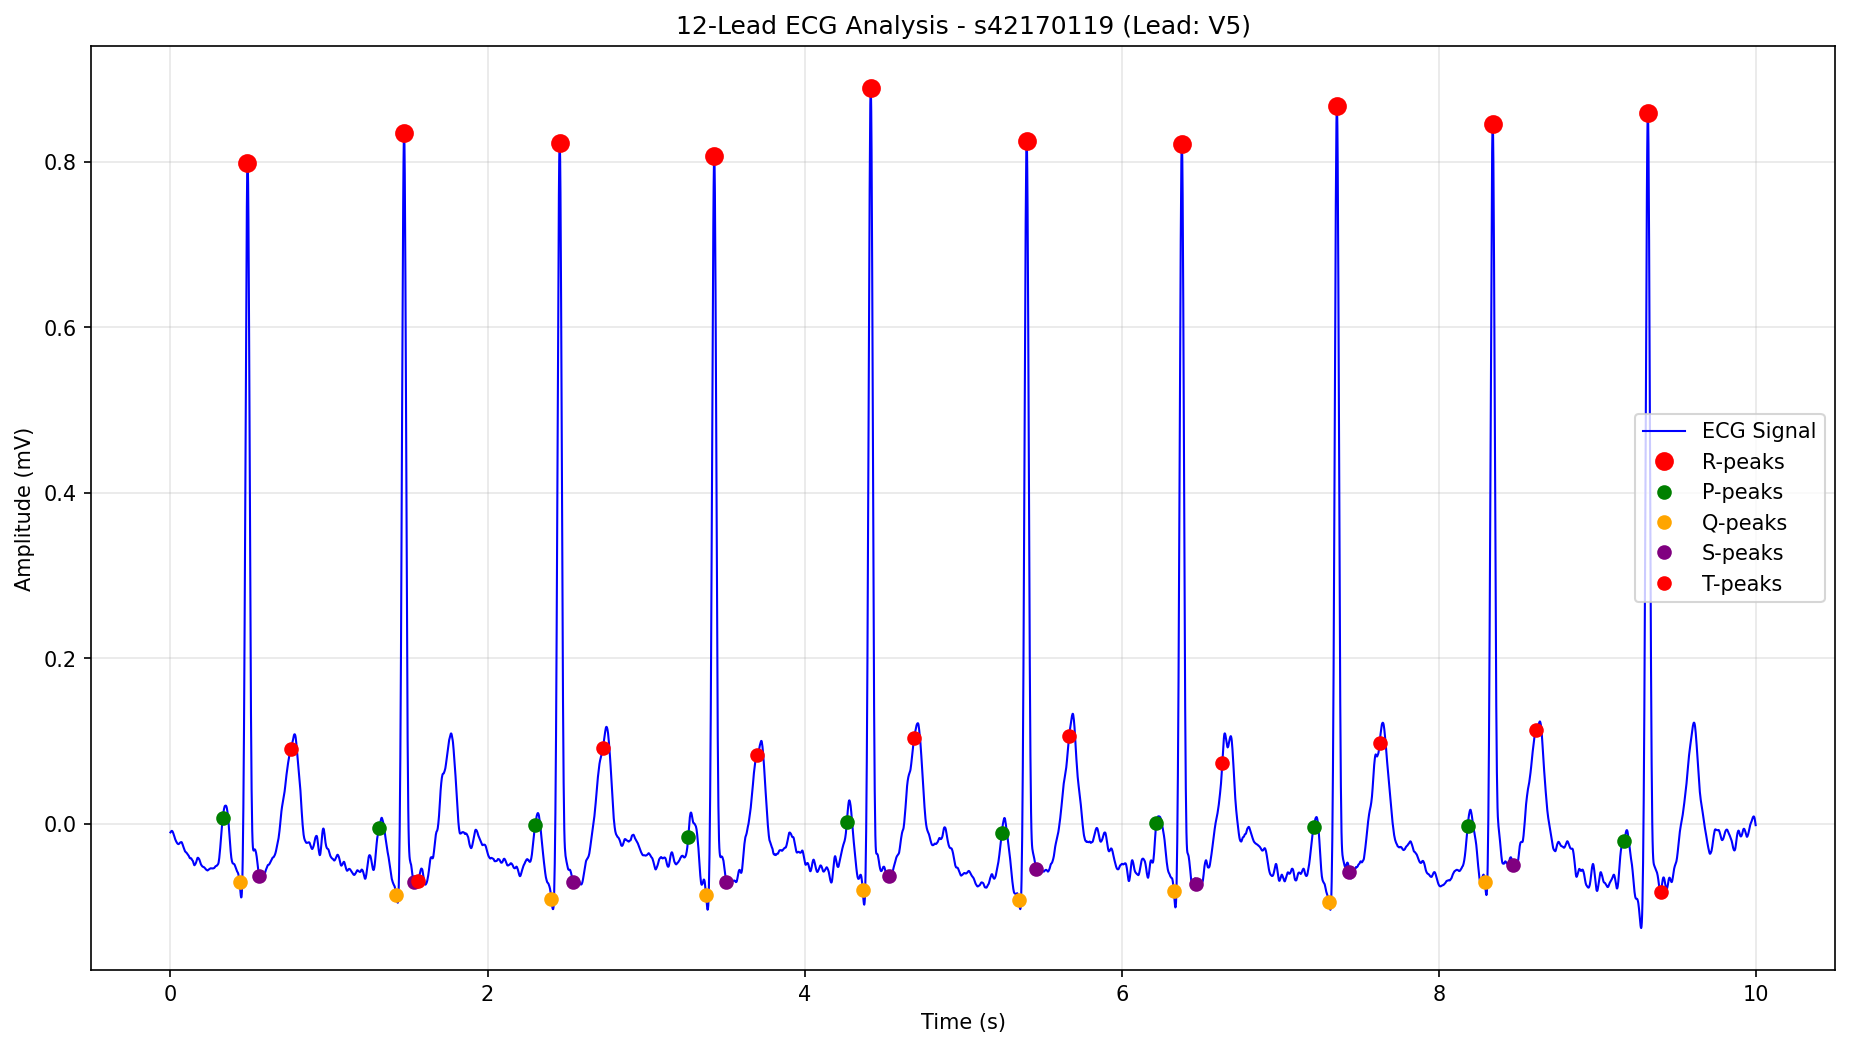 12-Lead ECG Analysis - s42170119 (Lead: V5)
Amplitude (mV)
0.8
0.6
0.4
0.2
0.0
ECG Signal
R-peaks
P-peaks
Q-peaks
S-peaks
T-peaks
0 2 4 6 8 10
Time (s)